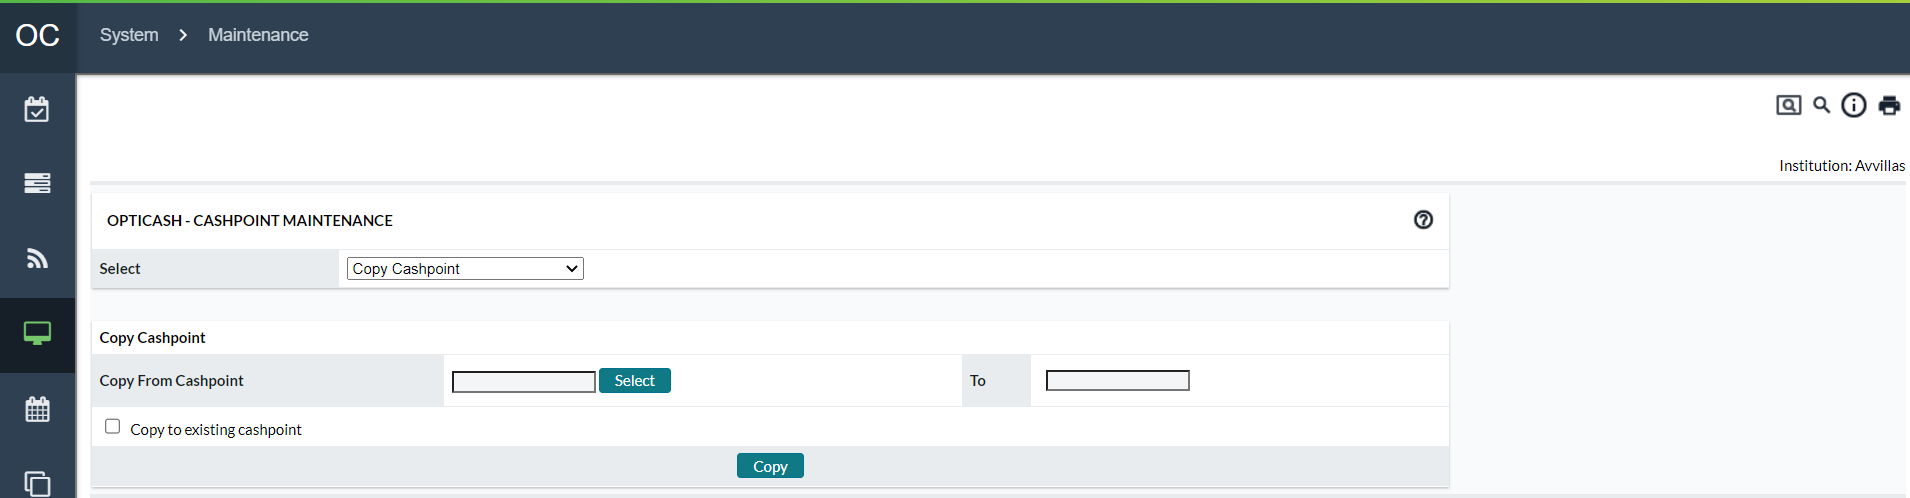 OC System Maintenance
Institution: Avvillas
OPTICASH - CASHPOINT MAINTENANCE
Select Copy Cashpoint
Copy Cashpoint
Copy From Cashpoint Select To
Copy to existing cashpoint
Copy